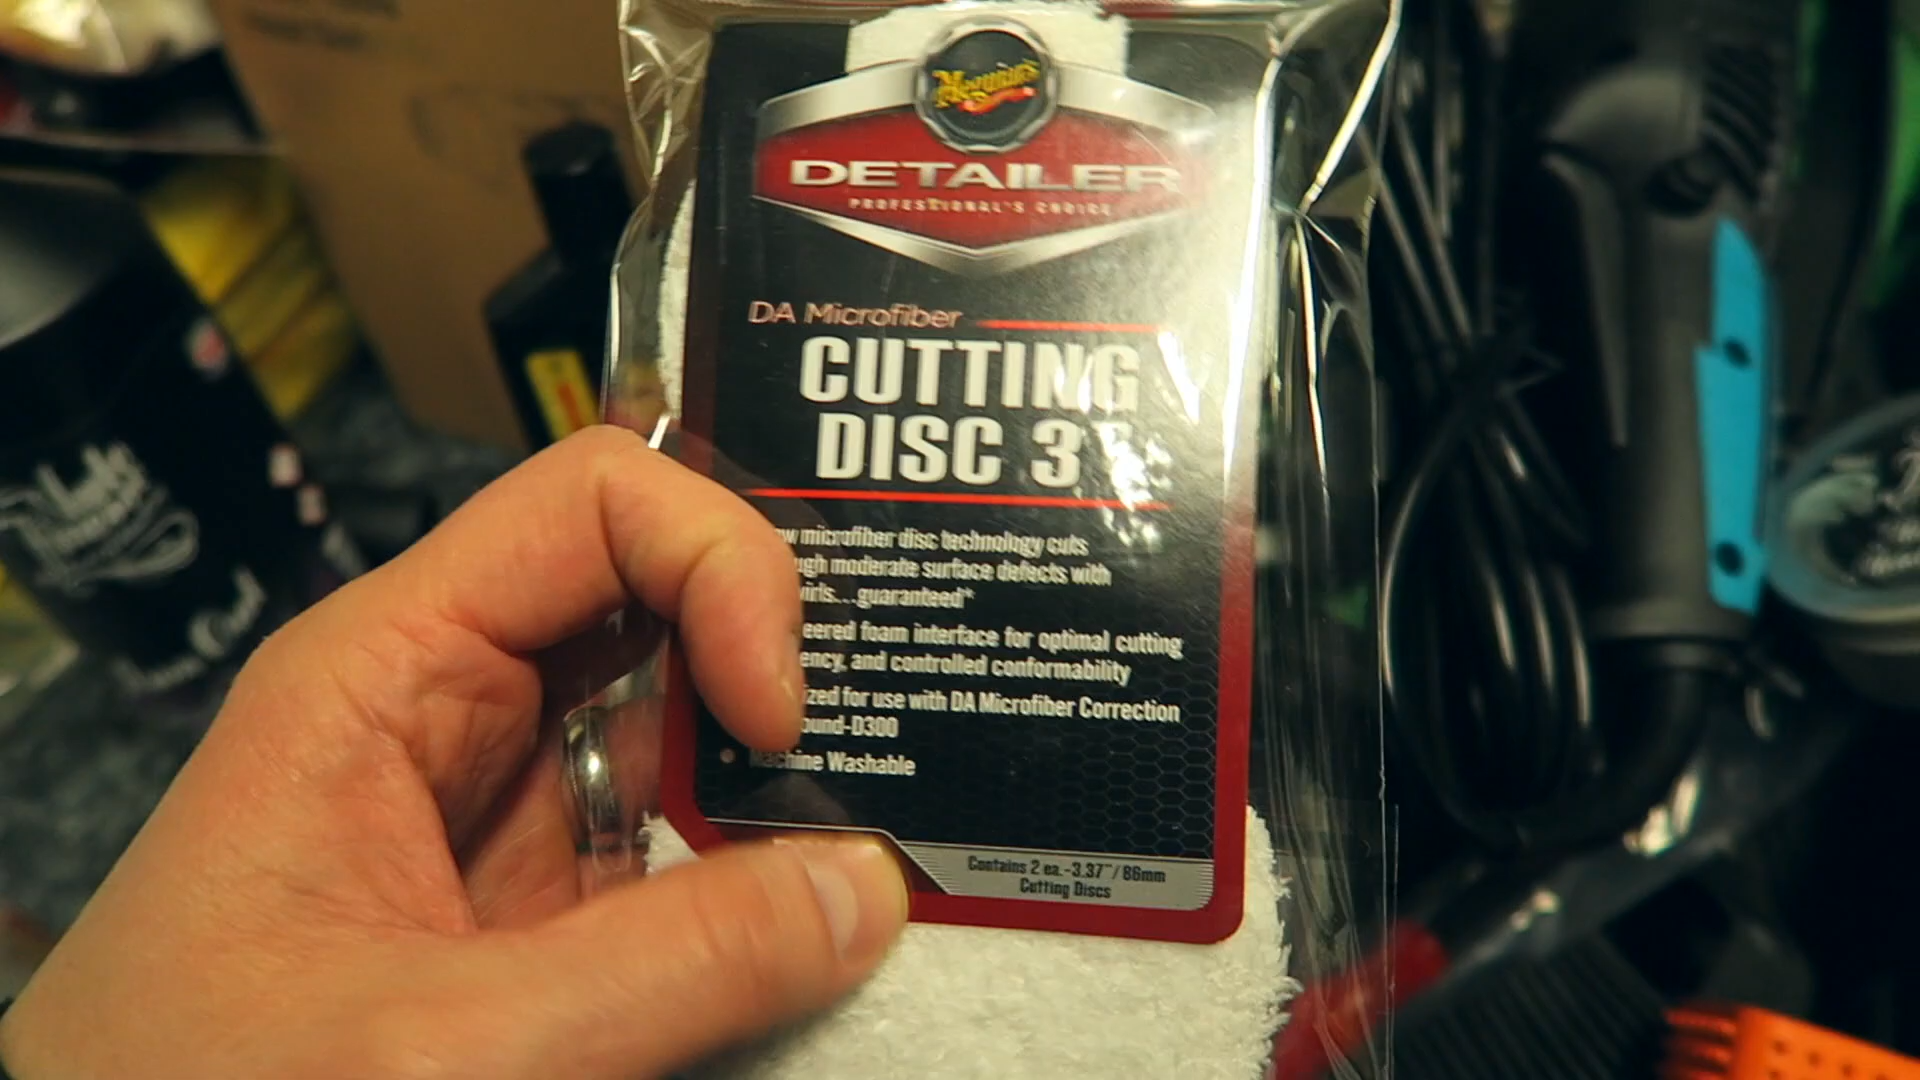 Meguiar's
DETAILER
PROFESSIONAL'S CHOICE
DA Microfiber
CUTTING
DISC 3"
microfiber disc technology cuts
moderate surface defects with
guaranteed*
foam interface for optimal cutting
and controlled conformability
for use with DA Microfiber Correction
D300
Machine Washable
Contains 2 ea.-3.37"/86mm
Cutting Discs